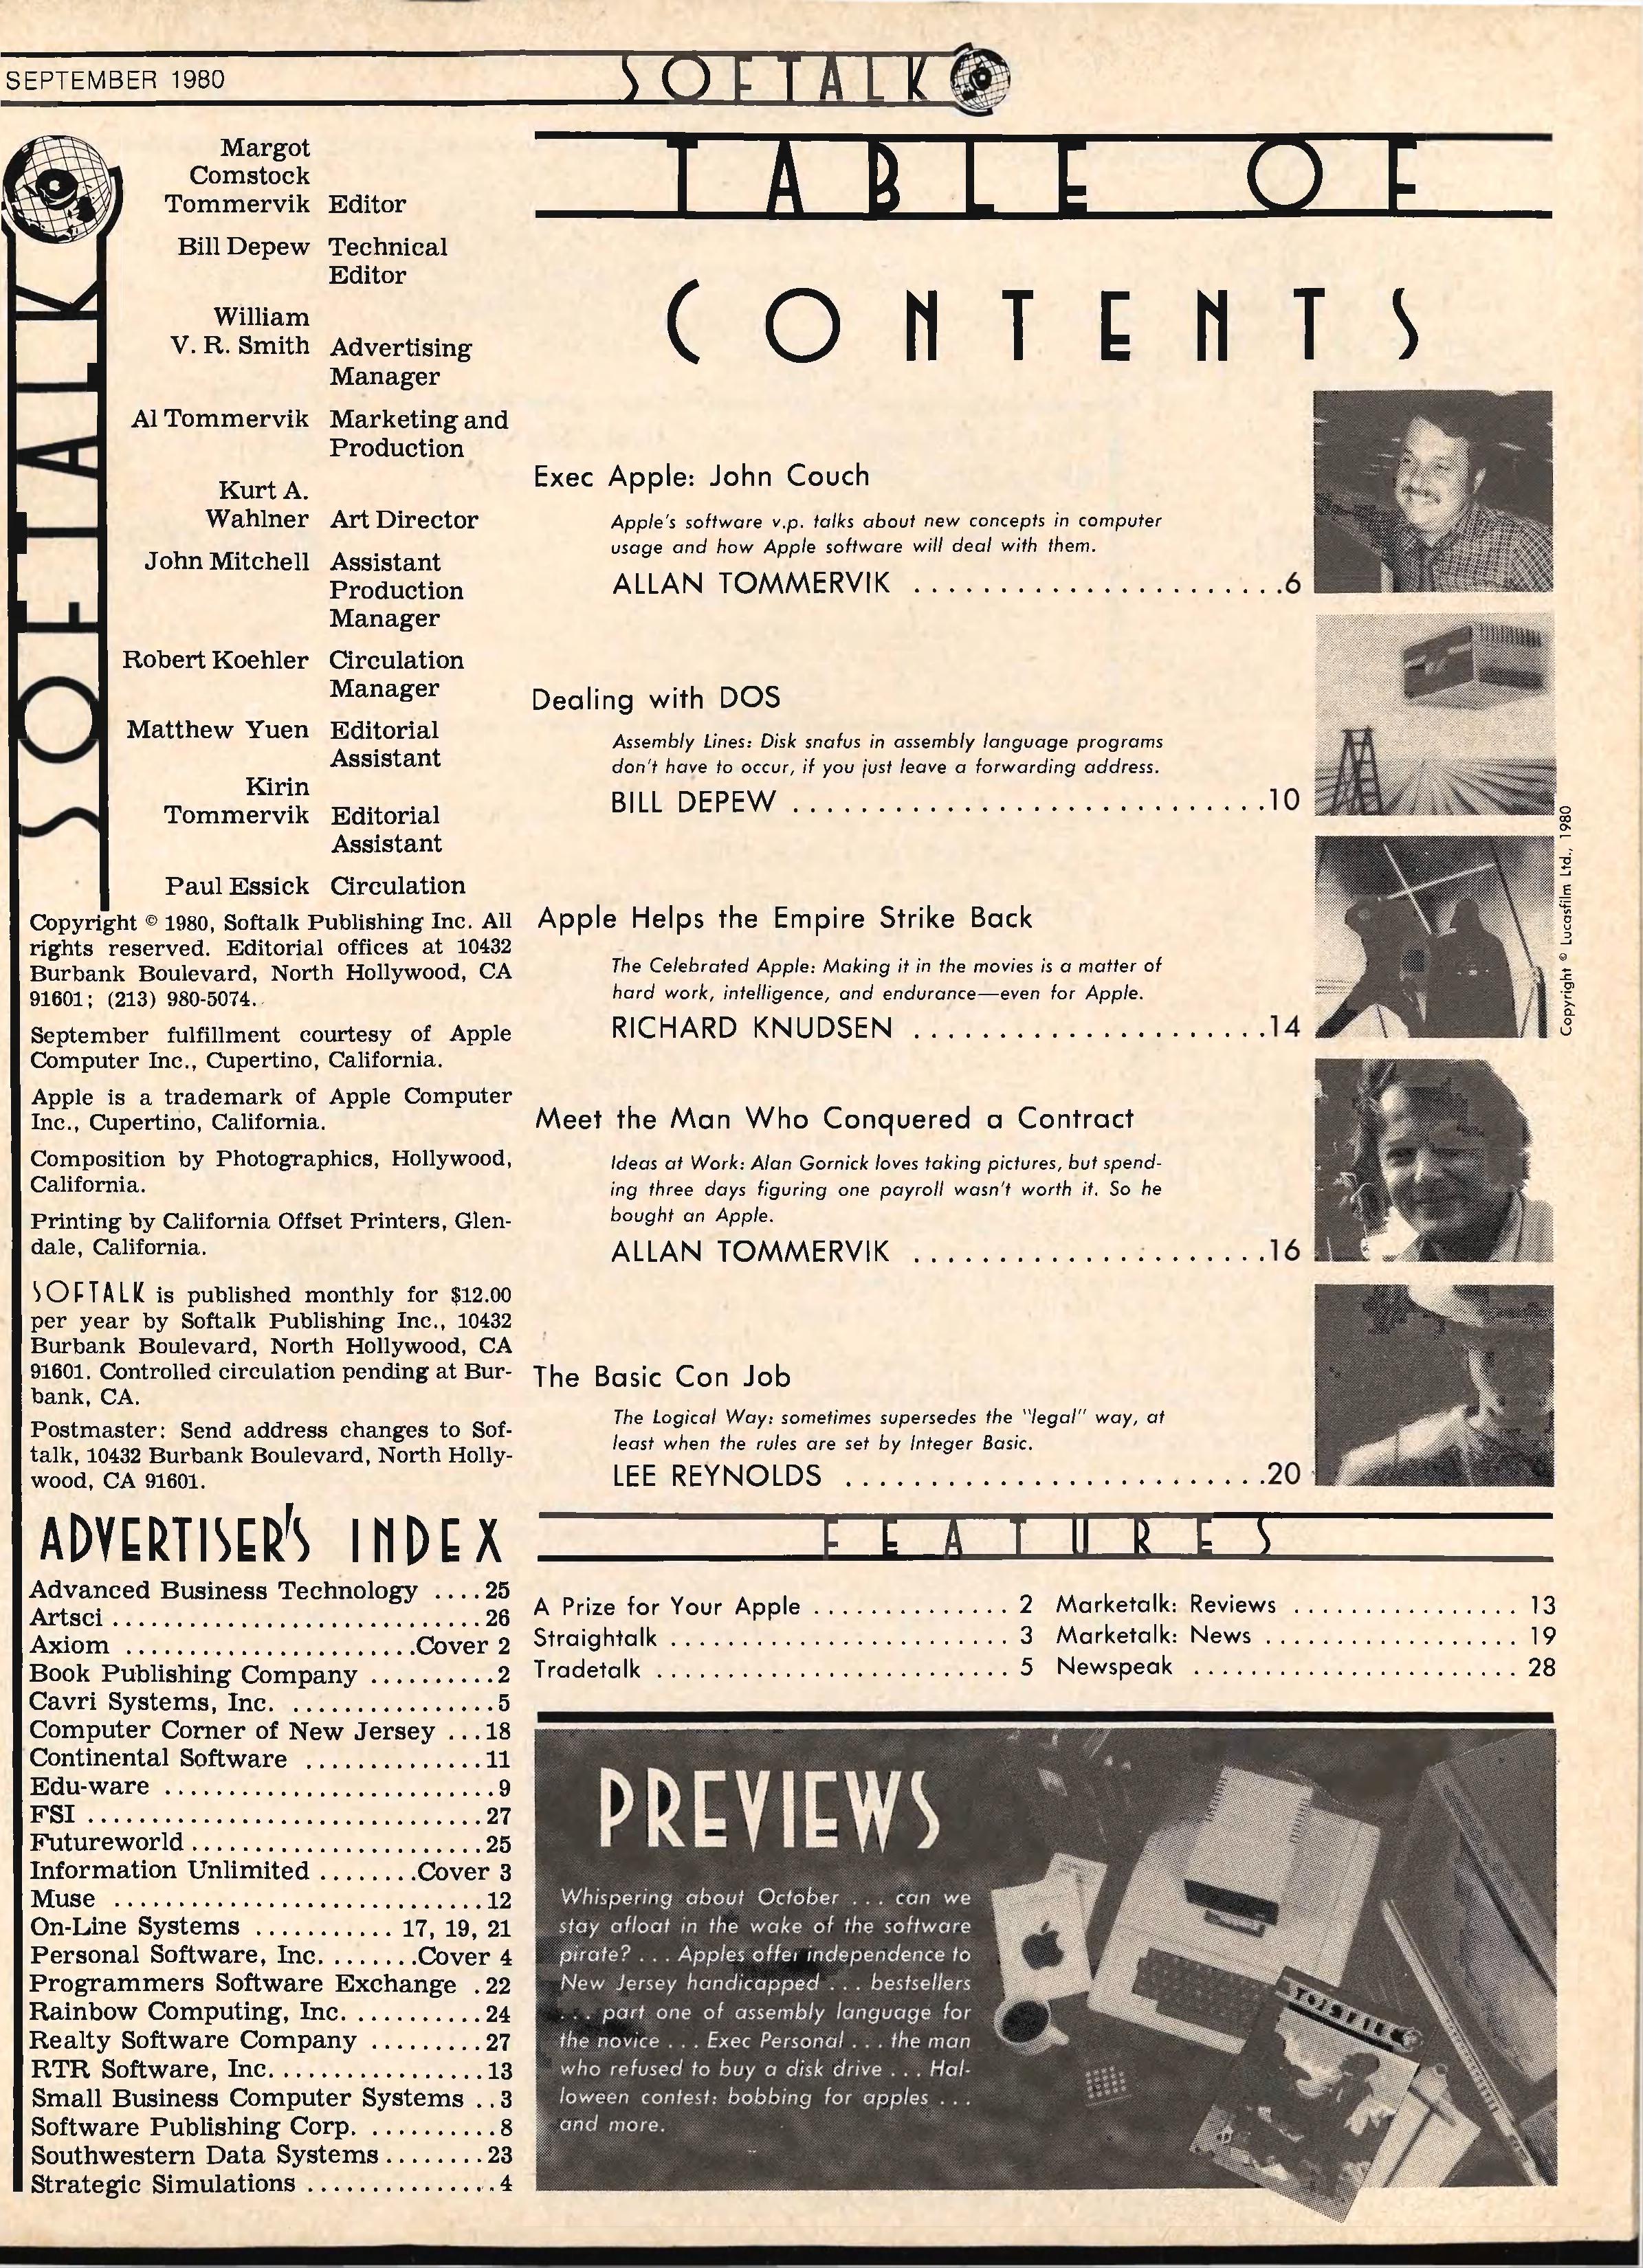 SEPTEMBER 1980
SOFTALK
SOFTALK
Margot
Comstock
Tommervik Editor
Bill Depew Technical
Editor
William
V. R. Smith Advertising
Manager
Al Tommervik Marketing and
Production
Kurt A.
Wahlner Art Director
John Mitchell Assistant
Production
Manager
Robert Koehler Circulation
Manager
Matthew Yuen Editorial
Assistant
Kirin
Tommervik Editorial
Assistant
Paul Essick Circulation
Copyright © 1980, Softalk Publishing Inc. All
rights reserved. Editorial offices at 10432
Burbank Boulevard, North Hollywood, CA
91601; (213) 980-5074.
September fulfillment courtesy of Apple
Computer Inc., Cupertino, California.
Apple is a trademark of Apple Computer
Inc., Cupertino, California.
Composition by Photographics, Hollywood,
California.
Printing by California Offset Printers, Glen-
dale, California.
SOFTALK is published monthly for $12.00
per year by Softalk Publishing Inc., 10432
Burbank Boulevard, North Hollywood, CA
91601. Controlled circulation pending at Bur-
bank, CA.
Postmaster: Send address changes to Sof-
talk, 10432 Burbank Boulevard, North Holly-
wood, CA 91601.
ADVERTISER'S INDEX
Advanced Business Technology ....25
Artsci .............................26
Axiom .......................Cover 2
Book Publishing Company ..........2
Cavri Systems, Inc. ................5
Computer Corner of New Jersey ...18
Continental Software ..............11
Edu-ware ..........................9
FSI ...............................27
Futureworld .......................25
Information Unlimited ........Cover 3
Muse .............................12
On-Line Systems ........... 17, 19, 21
Personal Software, Inc. .......Cover 4
Programmers Software Exchange .22
Rainbow Computing, Inc. ..........24
Realty Software Company .........27
RTR Software, Inc. ................13
Small Business Computer Systems ..3
Software Publishing Corp. ..........8
Southwestern Data Systems ........23
Strategic Simulations ...............4
TABLE OF
CONTENTS
Exec Apple: John Couch
Apple's software v.p. talks about new concepts in computer
usage and how Apple software will deal with them.
ALLAN TOMMERVIK ......................6
Dealing with DOS
Assembly Lines: Disk snafus in assembly language programs
don't have to occur, if you just leave a forwarding address.
BILL DEPEW ............................10
Apple Helps the Empire Strike Back
The Celebrated Apple: Making it in the movies is a matter of
hard work, intelligence, and endurance—even for Apple.
RICHARD KNUDSEN .....................14
Copyright © Lucasfilm Ltd., 1980
Meet the Man Who Conquered a Contract
Ideas at Work: Alan Gornick loves taking pictures, but spend-
ing three days figuring one payroll wasn't worth it. So he
bought an Apple.
ALLAN TOMMERVIK .....................16
The Basic Con Job
The Logical Way: sometimes supersedes the "legal" way, at
least when the rules are set by Integer Basic.
LEE REYNOLDS .........................20
FEATURES
A Prize for Your Apple .............. 2
Straightalk ........................ 3
Tradetalk ......................... 5
Marketalk: Reviews ................ 13
Marketalk: News .................. 19
Newspeak ....................... 28
PREVIEWS
Whispering about October . . . can we
stay afloat in the wake of the software
pirate? . . . Apples offer independence to
New Jersey handicapped . . . bestsellers
. . . part one of assembly language for
the novice . . . Exec Personal . . . the man
who refused to buy a disk drive . . . Hal-
loween contest: bobbing for apples . . .
and more.
SOFTALK